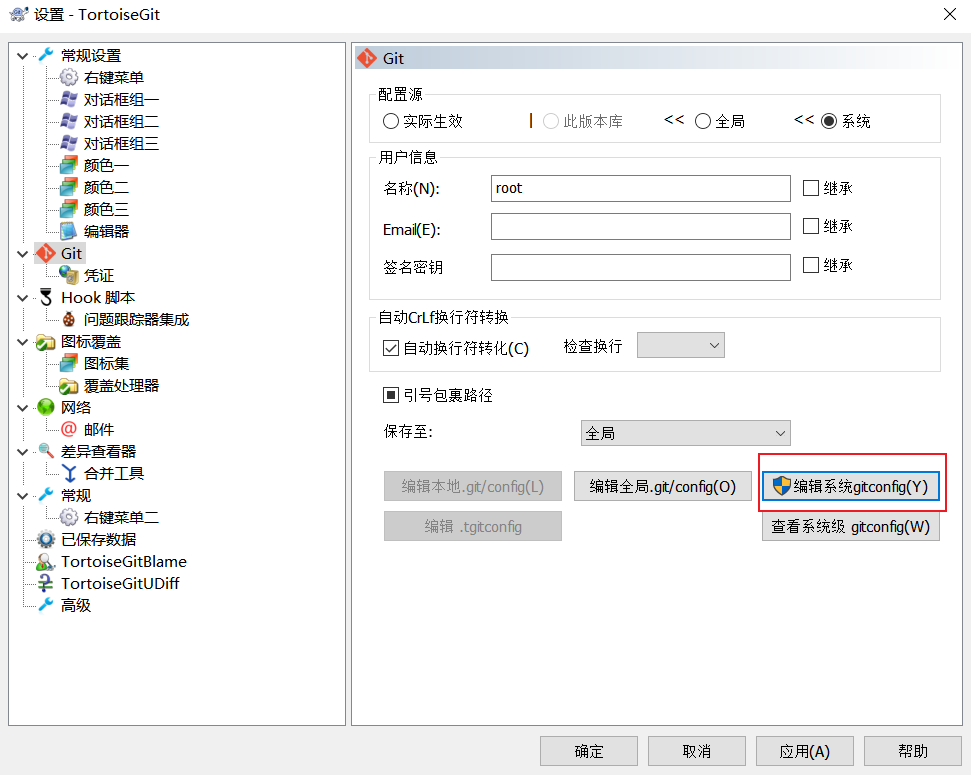 设置 - TortoiseGit
常规设置
右键菜单
对话框组一
对话框组二
对话框组三
颜色一
颜色二
颜色三
编辑器
Git
凭证
Hook 脚本
问题跟踪器集成
图标覆盖
图标集
覆盖处理器
网络
邮件
差异查看器
合并工具
常规
右键菜单二
已保存数据
TortoiseGitBlame
TortoiseGitUDiff
高级
Git
配置源
实际生效 | 此版本库 << 全局 << 系统
用户信息
名称(N): root 继承
Email(E): 继承
签名密钥 继承
自动CrLf换行符转换
自动换行符转化(C) 检查换行
引号包裹路径
保存至: 全局
编辑本地.git/config(L) 编辑全局.git/config(O) 编辑系统gitconfig(Y)
编辑 .tgitconfig 查看系统级 gitconfig(W)
确定 取消 应用(A) 帮助